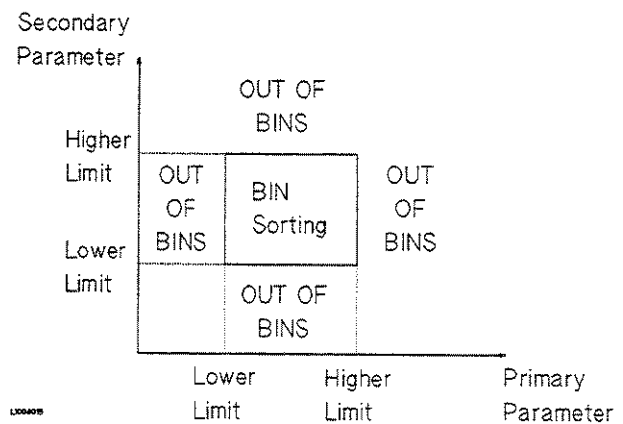 Secondary
Parameter
OUT OF
BINS
Higher
Limit
OUT
OF
BINS
BIN
Sorting
OUT
OF
BINS
Lower
Limit
OUT OF
BINS
Lower
Limit
Higher
Limit
Primary
Parameter